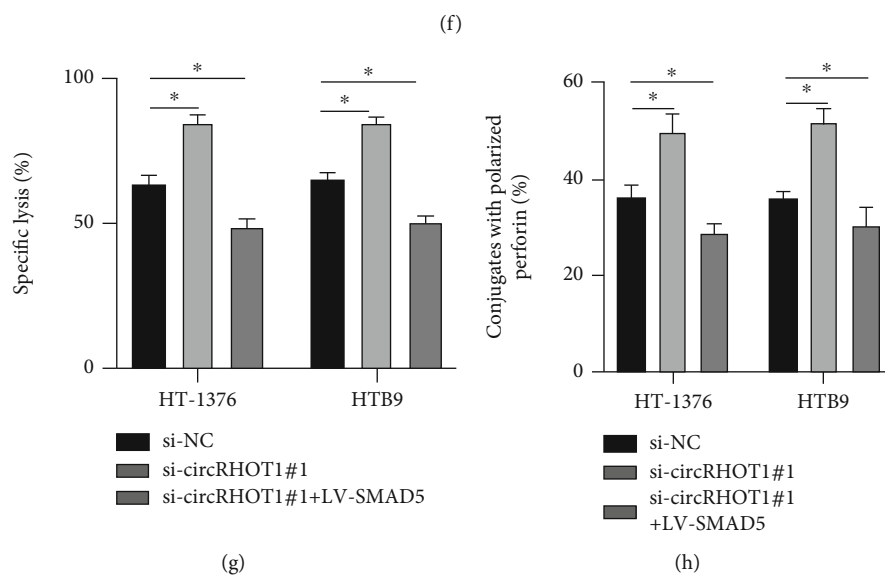 (f)
Specific lysis (%)
100
50
0
* * * *
HT-1376 HTB9
si-NC
si-circRHOT1#1
si-circRHOT1#1+LV-SMAD5
(g)
Conjugates with polarized
perforin (%)
60
40
20
0
* * * *
HT-1376 HTB9
si-NC
si-circRHOT1#1
si-circRHOT1#1
+LV-SMAD5
(h)